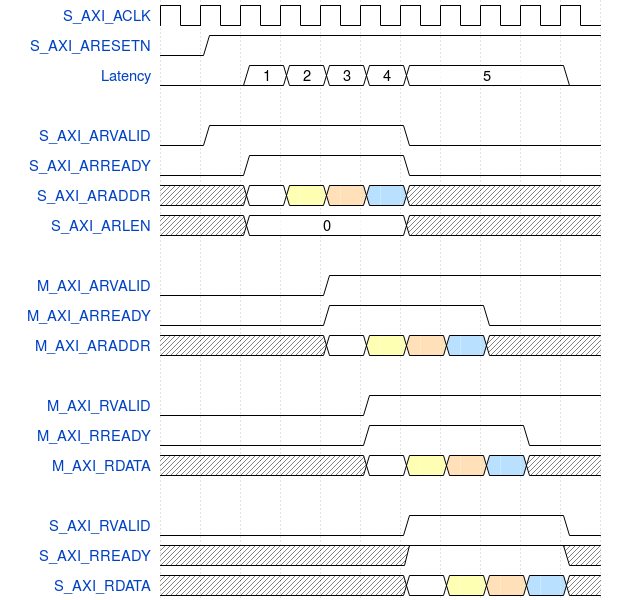 S_AXI_ACLK
S_AXI_ARESETN
Latency 1 2 3 4 5
S_AXI_ARVALID
S_AXI_ARREADY
S_AXI_ARADDR
S_AXI_ARLEN 0
M_AXI_ARVALID
M_AXI_ARREADY
M_AXI_ARADDR
M_AXI_RVALID
M_AXI_RREADY
M_AXI_RDATA
S_AXI_RVALID
S_AXI_RREADY
S_AXI_RDATA